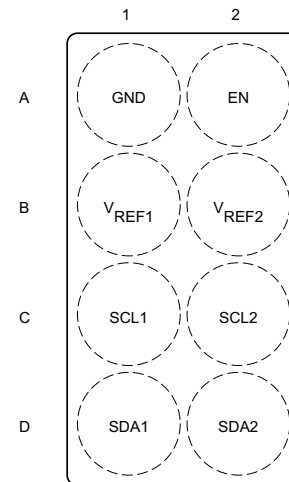 1 2
A GND EN
B VREF1 VREF2
C SCL1 SCL2
D SDA1 SDA2